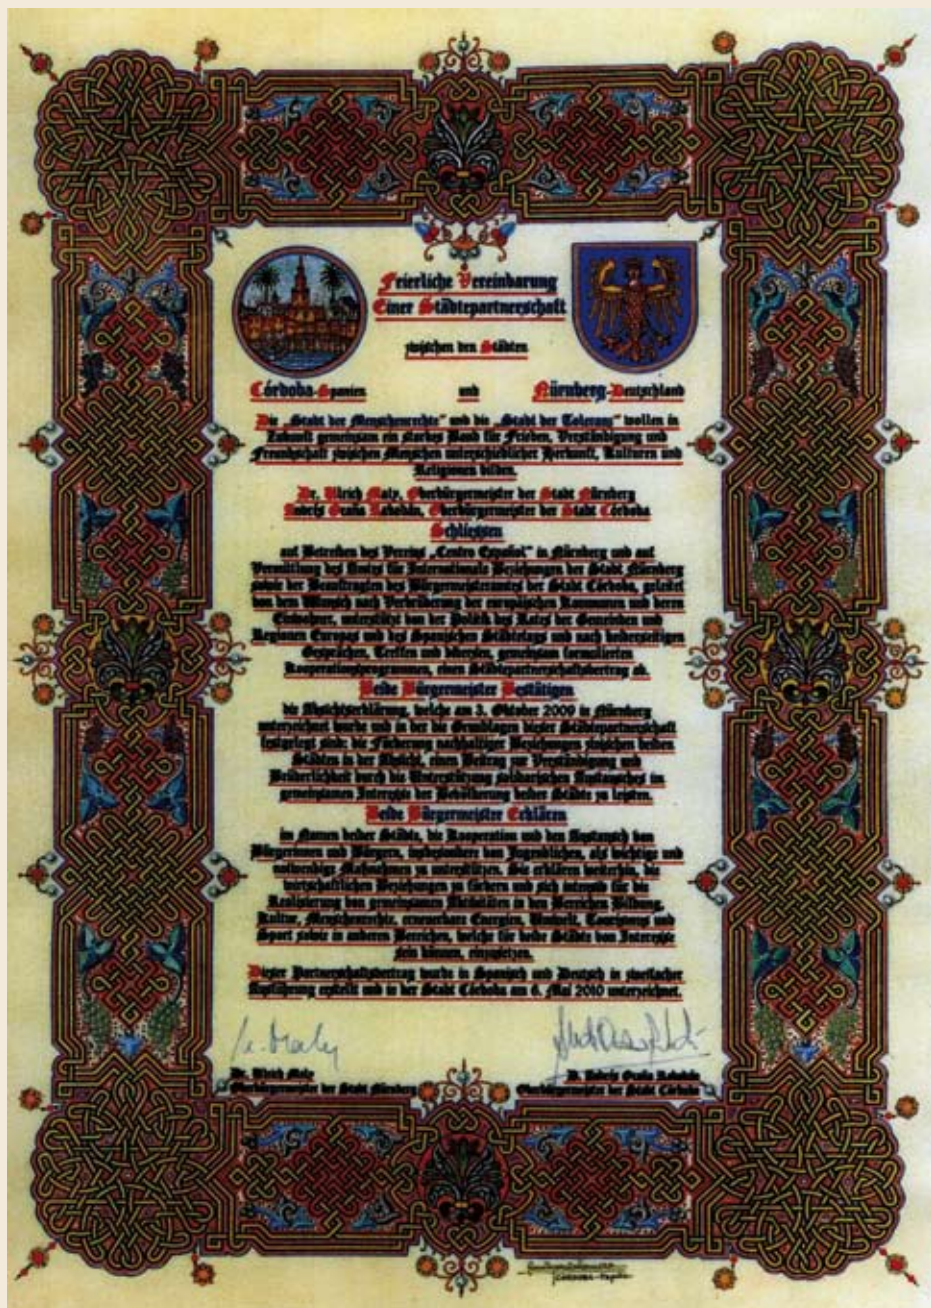 Feierliche Vereinbarung
Einer Städtepartnerschaft
zwischen den Städten
Córdoba-Spanien und Nürnberg-Deutschland
Die „Stadt der Menschenrechte" und die „Stadt der Toleranz" wollen in
Zukunft gemeinsam ein starkes Band für Frieden, Verständigung und
Freundschaft zwischen Menschen unterschiedlicher Herkunft, Kulturen und
Religionen bilden.
Dr. Ulrich Maly, Oberbürgermeister der Stadt Nürnberg
Andrés Ocaña Rabadán, Oberbürgermeister der Stadt Córdoba
Schliessen
auf Betreiben des Vereins „Centro Español" in Nürnberg und auf
Vermittlung des Amtes für Internationale Beziehungen der Stadt Nürnberg
sowie der Beauftragten des Bürgermeisteramtes der Stadt Córdoba, geleitet
von dem Wunsch nach Verbrüderung der europäischen Kommunen und deren
Einwohner, unterstützt von der Politik des Rates der Gemeinden und
Regionen Europas und des Spanischen Städtetags und nach beiderseitigen
Gesprächen, Treffen und gemeinsam formulierten
Kooperationsprogrammen, einen Städtepartnerschaftsvertrag ab.
Beide Bürgermeister Bestätigen
die Absichtserklärung, welche am 3. Oktober 2009 in Nürnberg
unterzeichnet wurde und in der die Grundlagen dieser Städtepartnerschaft
festgelegt sind: die Förderung nachhaltiger Beziehungen zwischen beiden
Städten in der Absicht, einen Beitrag zur Verständigung und
Brüderlichkeit durch die Unterstützung solidarischen Austausches im
gemeinsamen Interesse der Bevölkerung beider Städte zu leisten.
Beide Bürgermeister Erklären
im Namen beider Städte, die Kooperation und den Austausch von
Bürgerinnen und Bürgern, insbesondere von Jugendlichen, als wichtige und
notwendige Maßnahmen zu unterstützen. Sie erklären weiterhin, die
wirtschaftlichen Beziehungen zu fördern und sich intensiv für die
Realisierung von gemeinsamen Aktivitäten in den Bereichen Bildung,
Kultur, Menschenrechte, erneuerbare Energien, Umwelt, Tourismus und
Sport sowie in anderen Bereichen, welche für beide Städte von Interesse
sein können, einzusetzen.
Dieser Partnerschaftsvertrag wurde in Spanisch und Deutsch in zweifacher
Ausführung erstellt und in der Stadt Córdoba am 6. Mai 2010 unterzeichnet.
Dr. Ulrich Maly
Oberbürgermeister der Stadt Nürnberg
D. Andrés Ocaña Rabadán
Oberbürgermeister der Stadt Córdoba